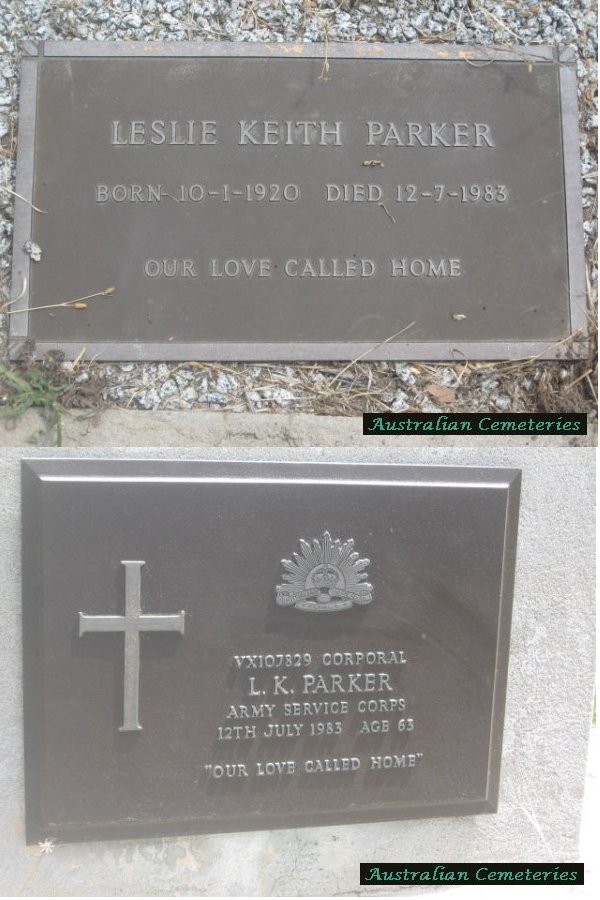 LESLIE KEITH PARKER
BORN 10-1-1920 DIED 12-7-1983
OUR LOVE CALLED HOME
Australian Cemeteries
VX107829 CORPORAL
L. K. PARKER
ARMY SERVICE CORPS
12TH JULY 1983 AGE 63
"OUR LOVE CALLED HOME"
Australian Cemeteries